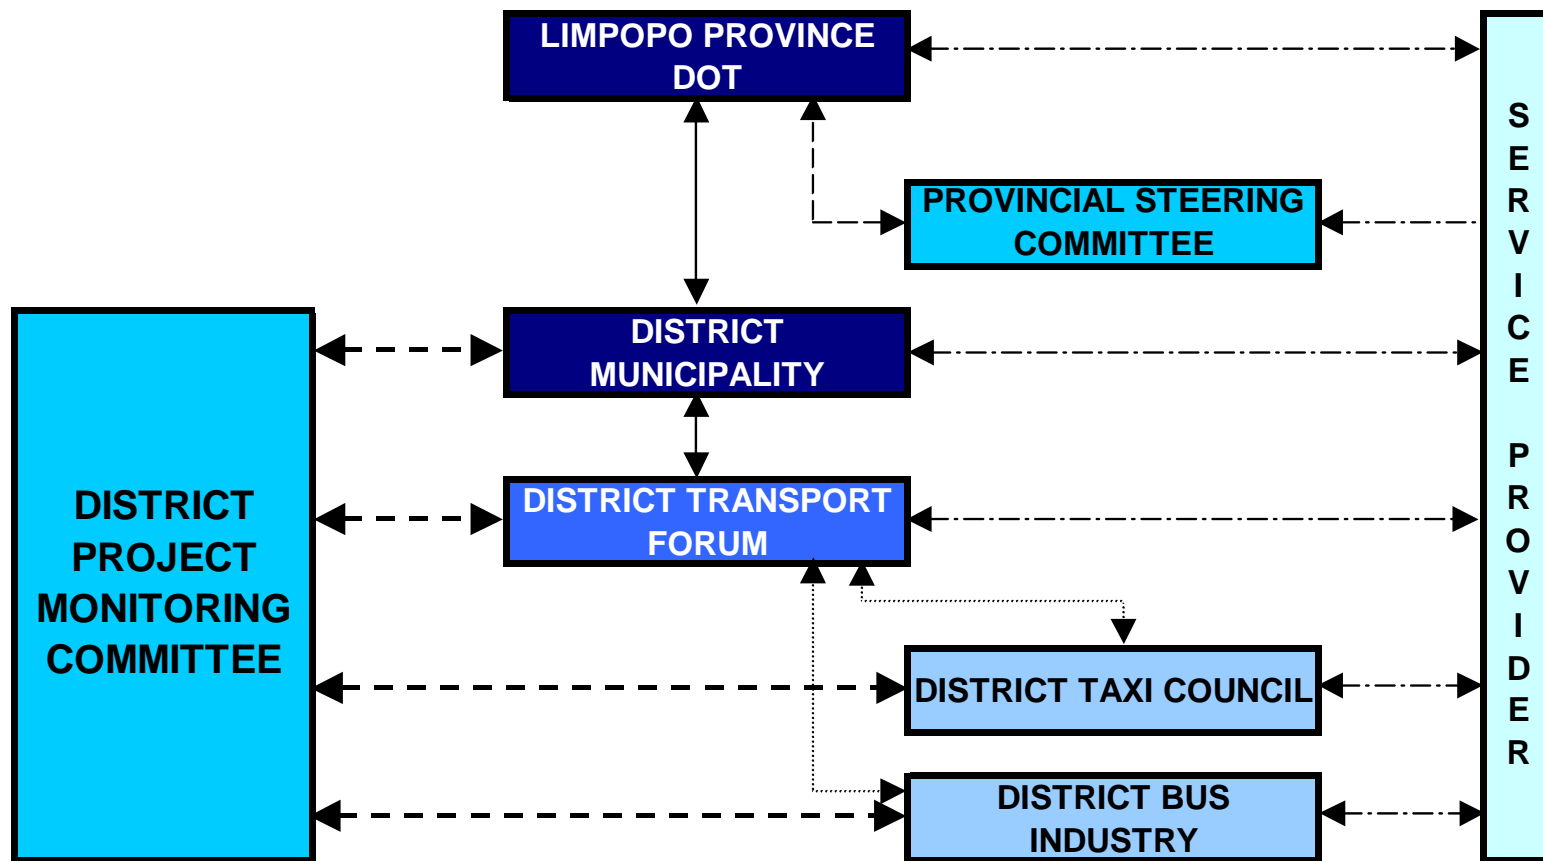 LIMPOPO PROVINCE
DOT
PROVINCIAL STEERING
COMMITTEE
DISTRICT
MUNICIPALITY
DISTRICT TRANSPORT
FORUM
DISTRICT
PROJECT
MONITORING
COMMITTEE
DISTRICT TAXI COUNCIL
DISTRICT BUS
INDUSTRY
S
E
R
V
I
C
E
P
R
O
V
I
D
E
R